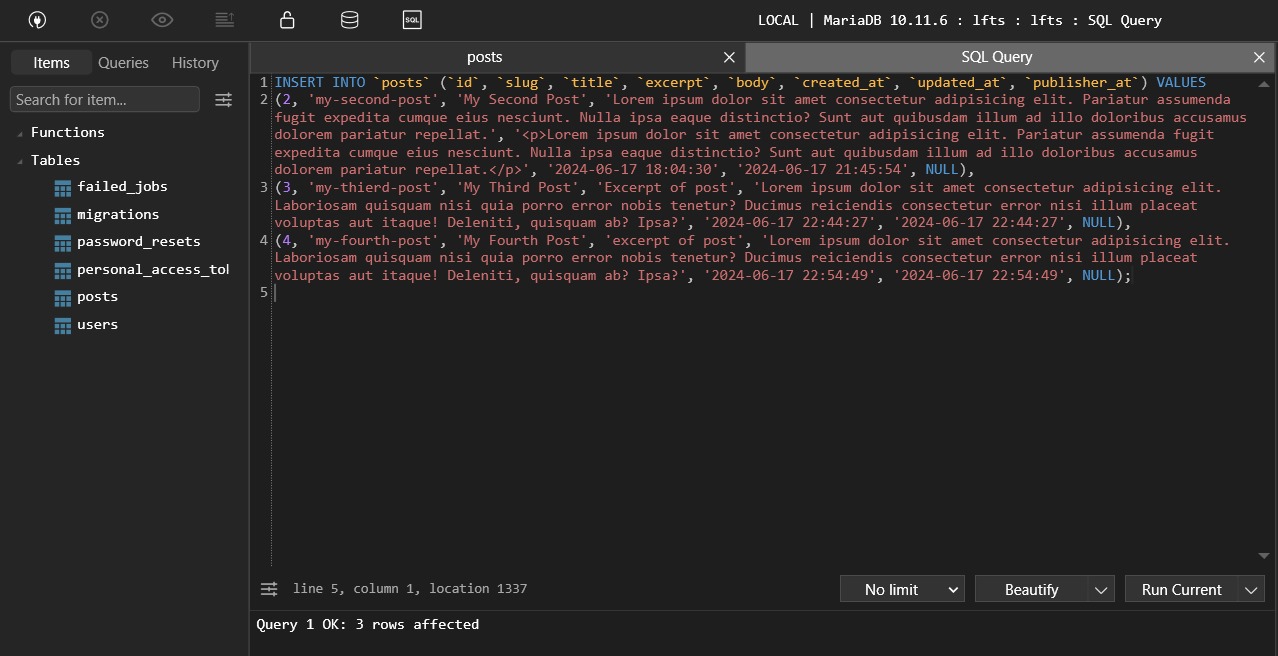 SQL
LOCAL | MariaDB 10.11.6 : lfts : lfts : SQL Query
Items Queries History
posts
SQL Query
Search for item...
Functions
Tables
failed_jobs
migrations
password_resets
personal_access_tol
posts
users
1 INSERT INTO `posts` (`id`, `slug`, `title`, `excerpt`, `body`, `created_at`, `updated_at`, `publisher_at`) VALUES
2 (2, 'my-second-post', 'My Second Post', 'Lorem ipsum dolor sit amet consectetur adipisicing elit. Pariatur assumenda
fugit expedita cumque eius nesciunt. Nulla ipsa eaque distinctio? Sunt aut quibusdam illum ad illo doloribus accusamus
dolorem pariatur repellat.', '<p>Lorem ipsum dolor sit amet consectetur adipisicing elit. Pariatur assumenda fugit
expedita cumque eius nesciunt. Nulla ipsa eaque distinctio? Sunt aut quibusdam illum ad illo doloribus accusamus
dolorem pariatur repellat.</p>', '2024-06-17 18:04:30', '2024-06-17 21:45:54', NULL),
3 (3, 'my-thierd-post', 'My Third Post', 'Excerpt of post', 'Lorem ipsum dolor sit amet consectetur adipisicing elit.
Laboriosam quisquam nisi quia porro error nobis tenetur? Ducimus reiciendis consectetur error nisi illum placeat
voluptas aut itaque! Deleniti, quisquam ab? Ipsa?', '2024-06-17 22:44:27', '2024-06-17 22:44:27', NULL),
4 (4, 'my-fourth-post', 'My Fourth Post', 'excerpt of post', 'Lorem ipsum dolor sit amet consectetur adipisicing elit.
Laboriosam quisquam nisi quia porro error nobis tenetur? Ducimus reiciendis consectetur error nisi illum placeat
voluptas aut itaque! Deleniti, quisquam ab? Ipsa?', '2024-06-17 22:54:49', '2024-06-17 22:54:49', NULL);
5
line 5, column 1, location 1337
No limit
Beautify
Run Current
Query 1 OK: 3 rows affected